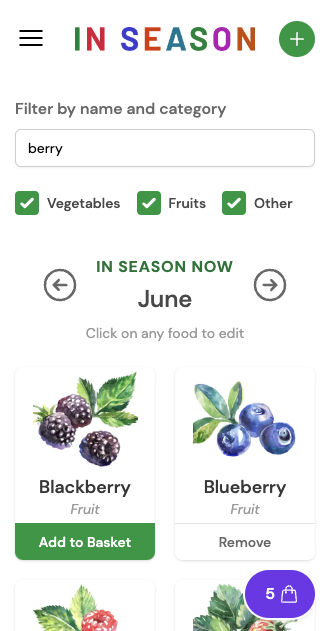 IN SEASON
Filter by name and category
berry
Vegetables Fruits Other
IN SEASON NOW
June
Click on any food to edit
Blackberry Blueberry
Fruit Fruit
Add to Basket Remove
5